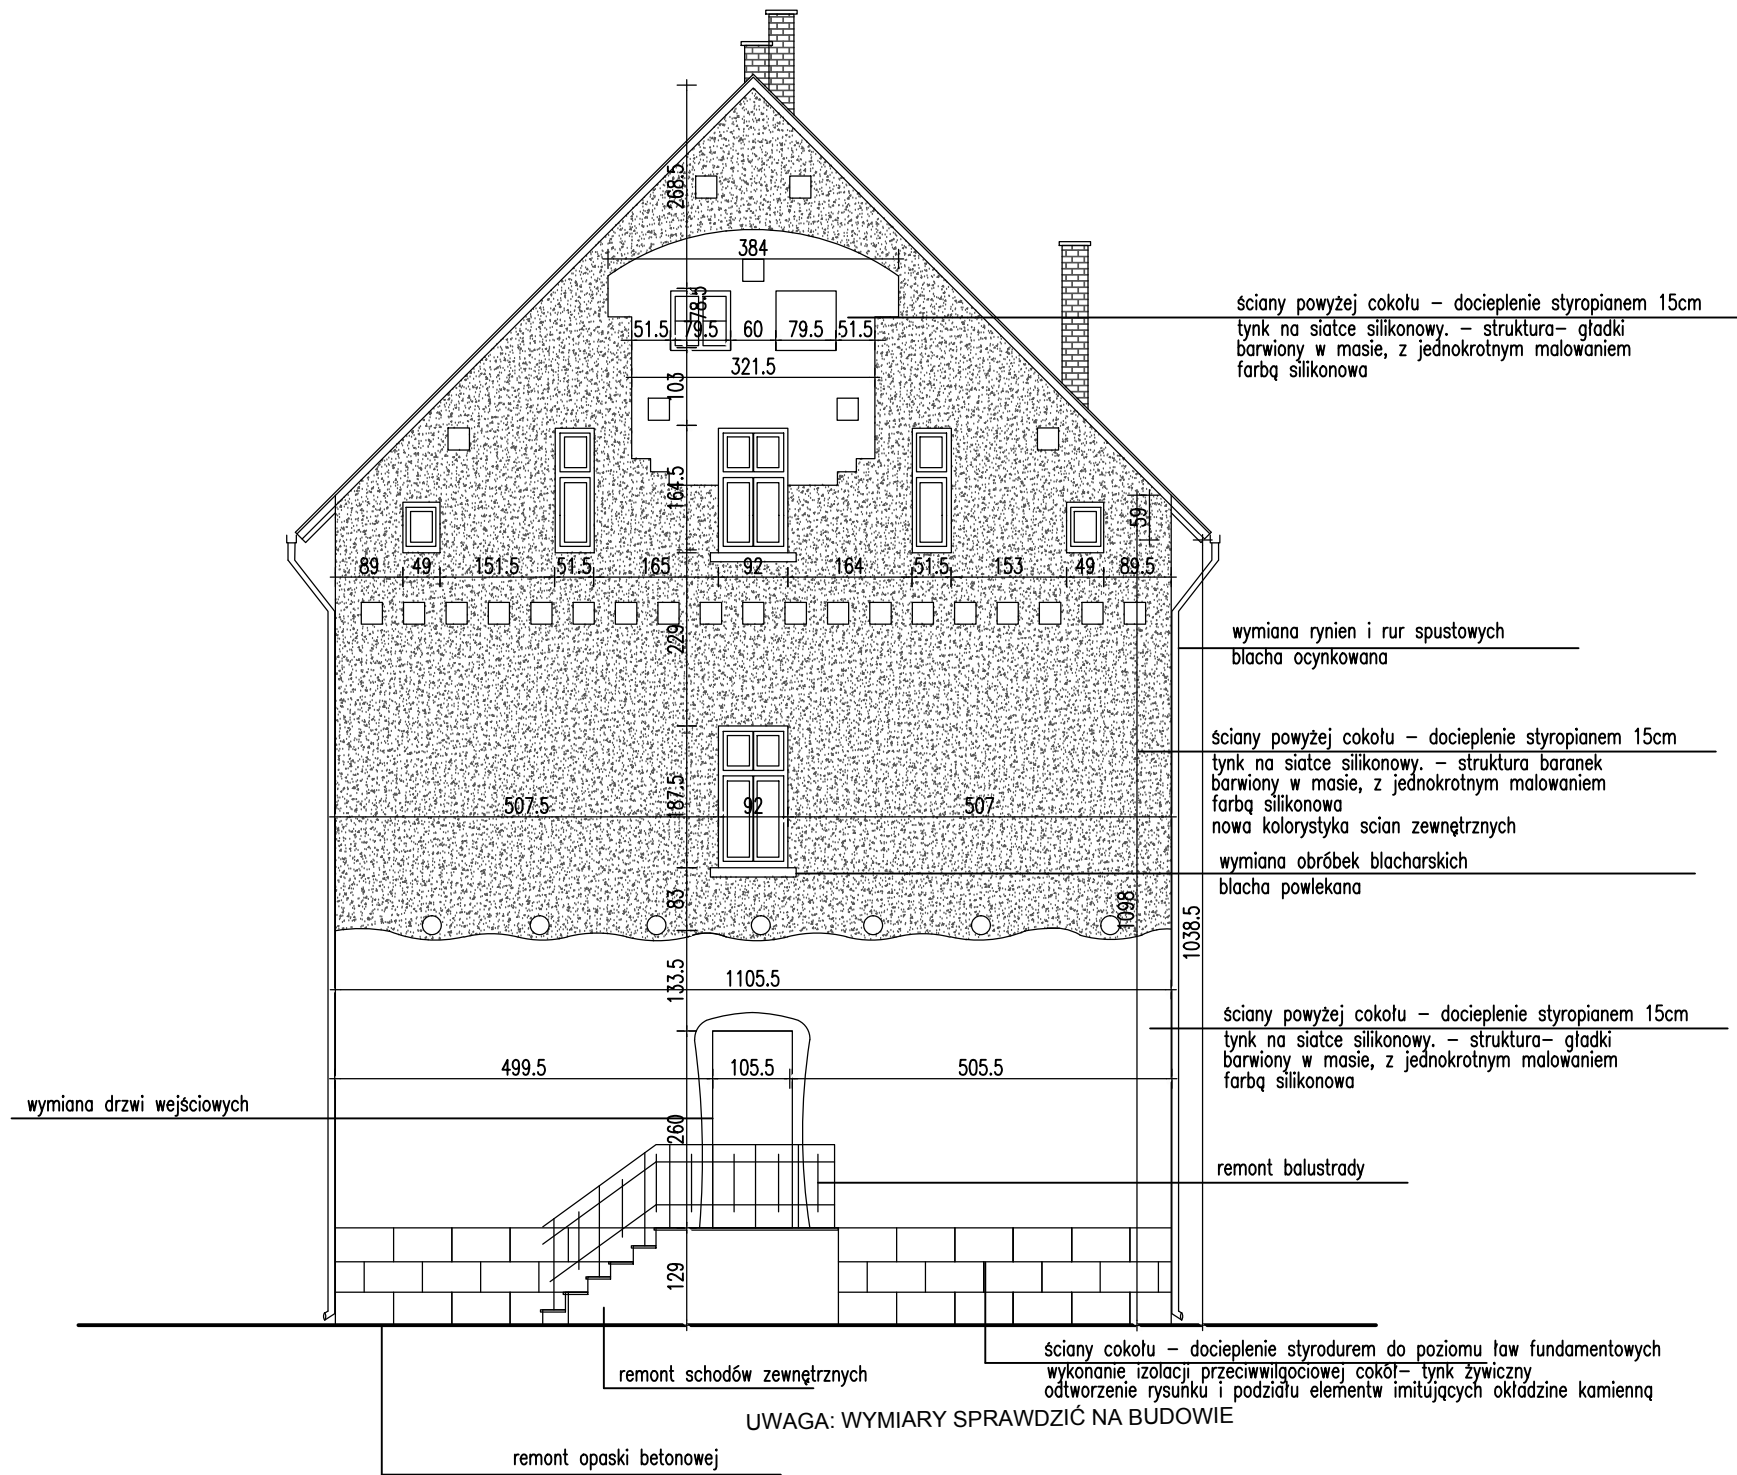 268.5
384
78.5
51.5 79.5 60 79.5 51.5
321.5
103
164.5
59
89 49 151.5 51.5 165 92 164 51.5 153 49 89.5
229
187.5
507.5 92 507
83
1098
1038.5
133.5
1105.5
499.5 105.5 505.5
260
129
ściany powyżej cokołu – docieplenie styropianem 15cm
tynk na siatce silikonowy. – struktura– gładki
barwiony w masie, z jednokrotnym malowaniem
farbą silikonowa
wymiana rynien i rur spustowych
blacha ocynkowana
ściany powyżej cokołu – docieplenie styropianem 15cm
tynk na siatce silikonowy. – struktura baranek
barwiony w masie, z jednokrotnym malowaniem
farbą silikonowa
nowa kolorystyka scian zewnętrznych
wymiana obróbek blacharskich
blacha powlekana
ściany powyżej cokołu – docieplenie styropianem 15cm
tynk na siatce silikonowy. – struktura– gładki
barwiony w masie, z jednokrotnym malowaniem
farbą silikonowa
wymiana drzwi wejściowych
remont balustrady
ściany cokołu – docieplenie styrodurem do poziomu ław fundamentowych
wykonanie izolacji przeciwwilgociowej cokół– tynk żywiczny
odtworzenie rysunku i podziału elementw imitujących okładzine kamienną
remont schodów zewnętrznych
UWAGA: WYMIARY SPRAWDZIĆ NA BUDOWIE
remont opaski betonowej